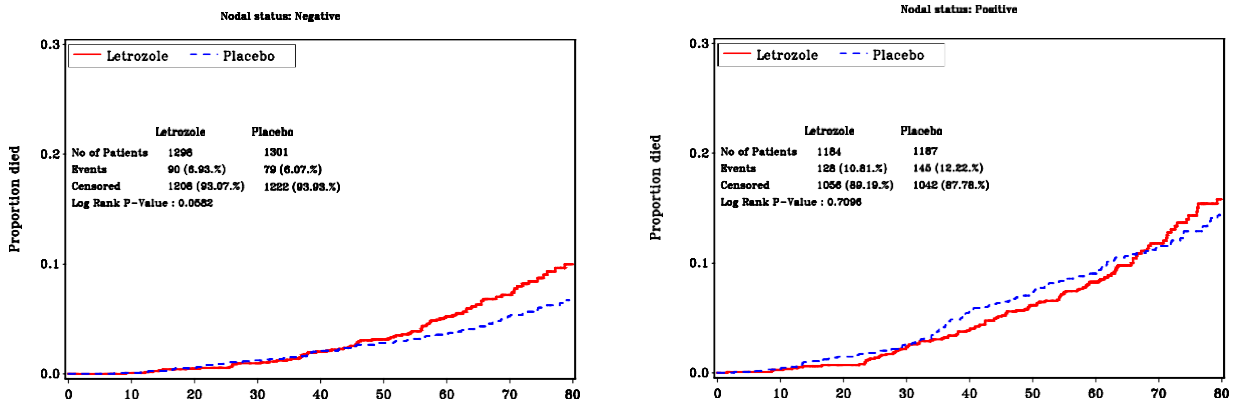 Nodal status: Negative
0.3
Letrozole Placebo
Letrozole Placebo
No of Patients 1298 1301
Events 90 (6.93.%) 79 (6.07.%)
Censored 1208 (93.07.%) 1222 (93.93.%)
Log Rank P-Value : 0.0582
0.2
0.1
0.0
Proportion died
0 10 20 30 40 50 60 70 80
Nodal status: Positive
0.3
Letrozole Placebo
Letrozole Placebo
No of Patients 1184 1187
Events 128 (10.81.%) 145 (12.22.%)
Censored 1056 (89.19.%) 1042 (87.78.%)
Log Rank P-Value : 0.7096
0.2
0.1
0.0
Proportion died
0 10 20 30 40 50 60 70 80